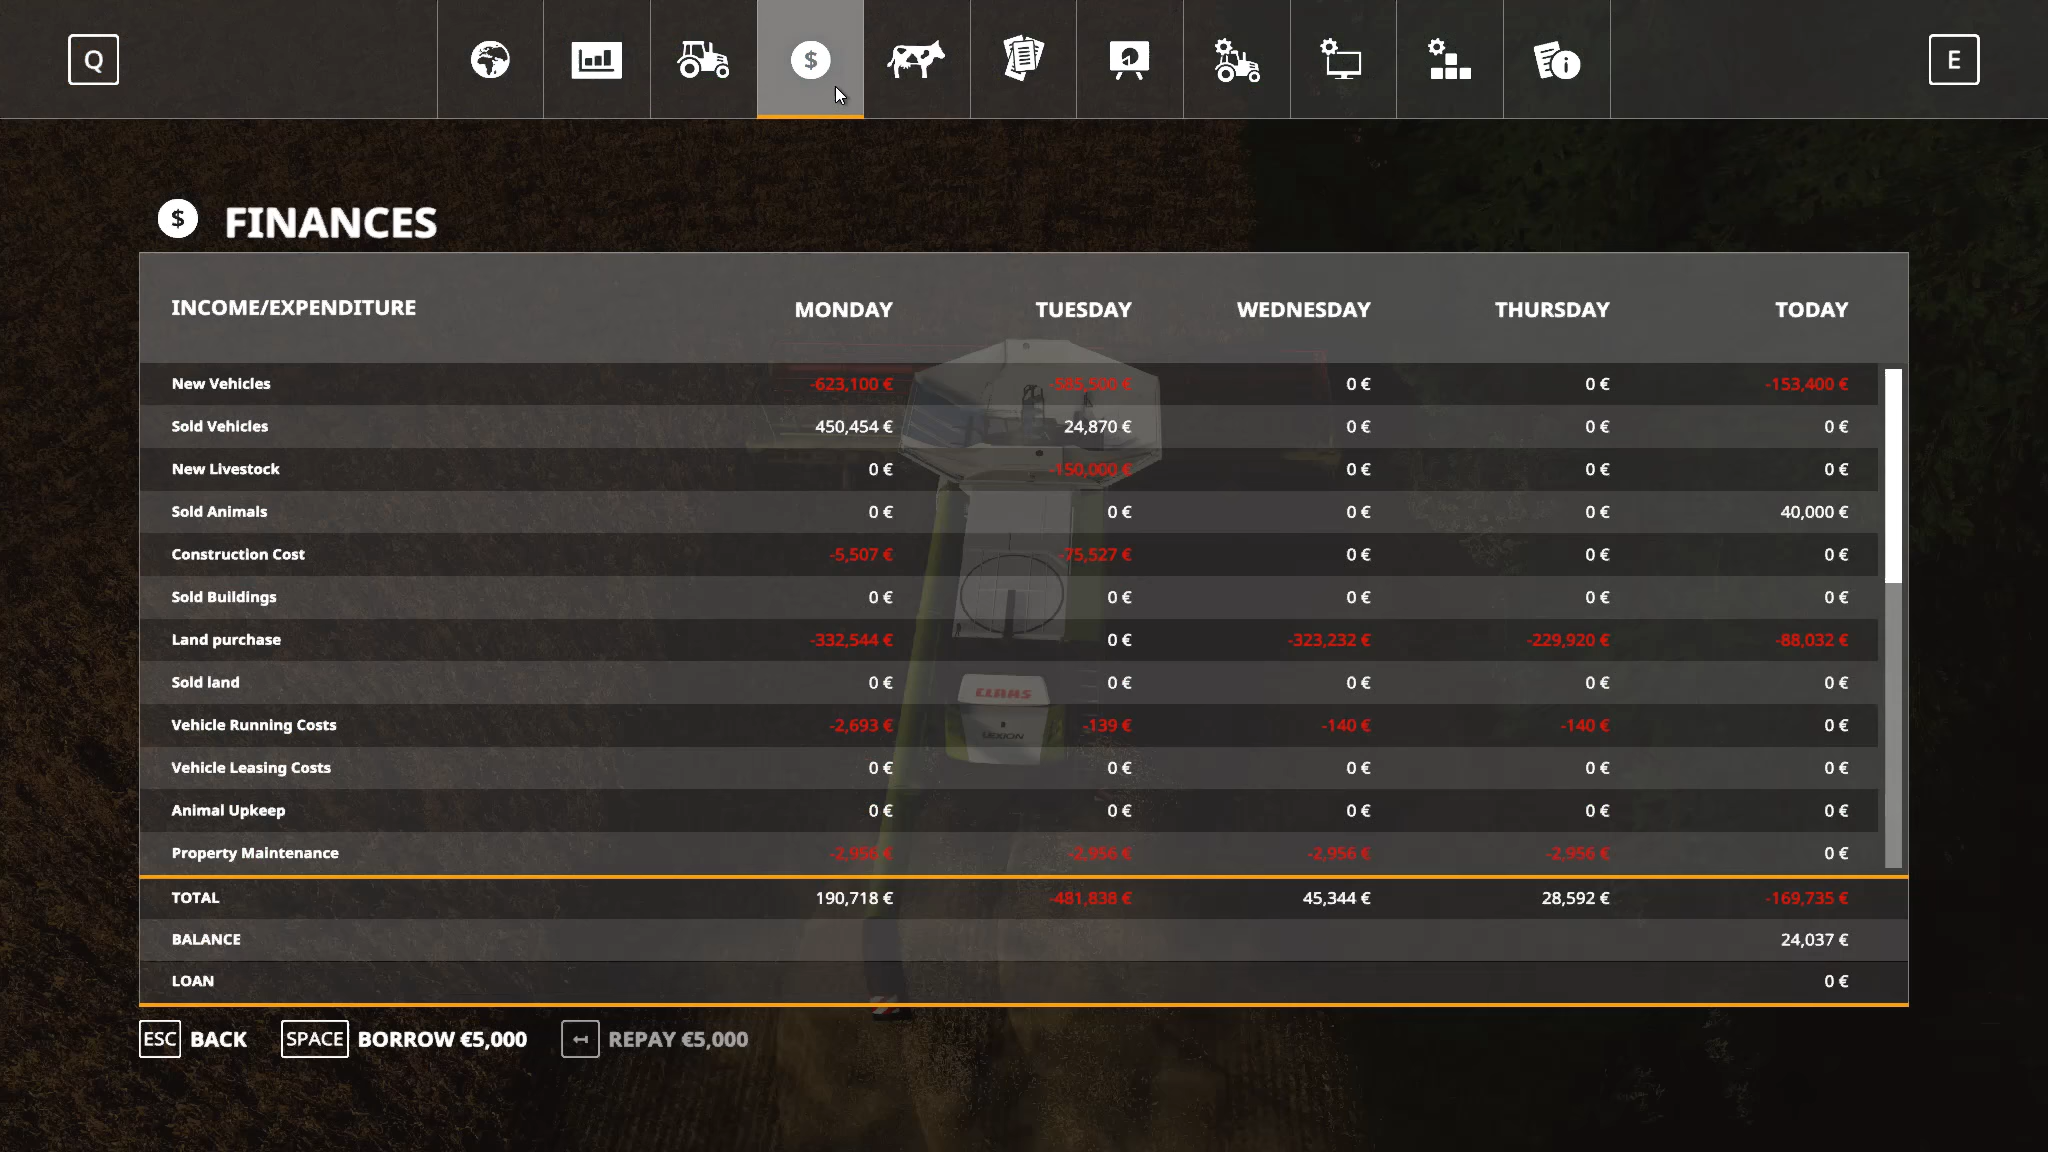 Q
$
E
$ FINANCES
INCOME/EXPENDITURE MONDAY TUESDAY WEDNESDAY THURSDAY TODAY
New Vehicles -623,100 € -585,500 € 0 € 0 € -153,400 €
Sold Vehicles 450,454 € 24,870 € 0 € 0 € 0 €
New Livestock 0 € -150,000 € 0 € 0 € 0 €
Sold Animals 0 € 0 € 0 € 0 € 40,000 €
Construction Cost -5,507 € -75,527 € 0 € 0 € 0 €
Sold Buildings 0 € 0 € 0 € 0 € 0 €
Land purchase -332,544 € 0 € -323,232 € -229,920 € -88,032 €
Sold land 0 € 0 € 0 € 0 € 0 €
CLAAS
Vehicle Running Costs -2,693 € -139 € -140 € -140 € 0 €
LEXION
Vehicle Leasing Costs 0 € 0 € 0 € 0 € 0 €
Animal Upkeep 0 € 0 € 0 € 0 € 0 €
Property Maintenance -2,956 € -2,956 € -2,956 € -2,956 € 0 €
TOTAL 190,718 € -481,838 € 45,344 € 28,592 € -169,735 €
BALANCE 24,037 €
LOAN 0 €
ESC BACK SPACE BORROW €5,000 REPAY €5,000